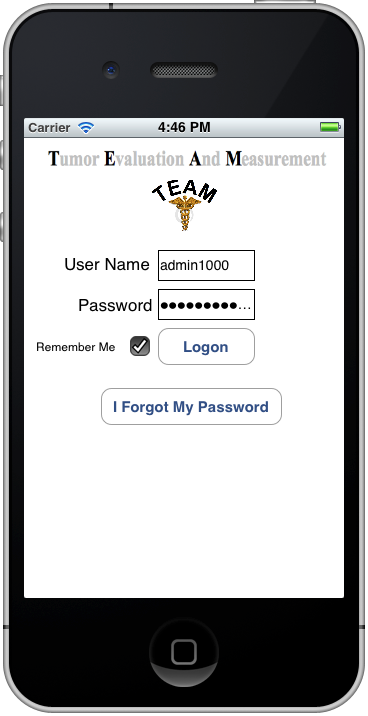 Carrier 4:46 PM
Tumor Evaluation And Measurement
TEAM
User Name admin1000
Password ●●●●●●●●●...
Remember Me Logon
I Forgot My Password